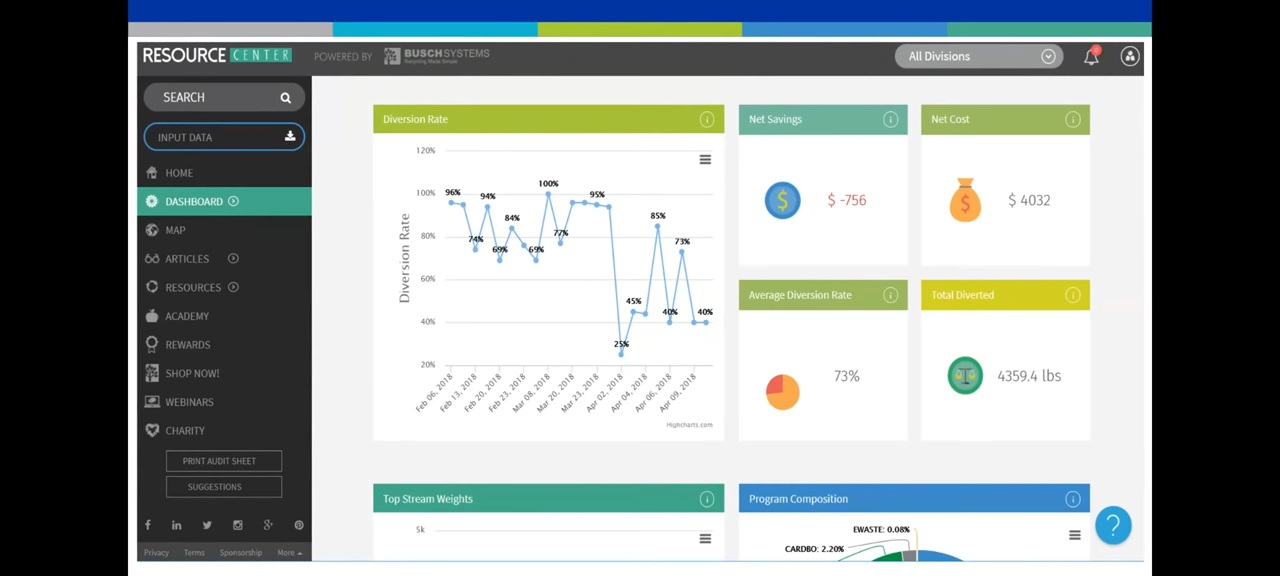 RESOURCE CENTER
POWERED BY BUSCH SYSTEMS
Recycling Made Simple
All Divisions
0
SEARCH
INPUT DATA
HOME
DASHBOARD
MAP
ARTICLES
RESOURCES
ACADEMY
REWARDS
SHOP NOW!
WEBINARS
CHARITY
PRINT AUDIT SHEET
SUGGESTIONS
Privacy Terms Sponsorship More
Diversion Rate
120%
100%
80%
60%
40%
20%
Diversion Rate
96%
74%
94%
69%
84%
69%
100%
77%
95%
25%
45%
85%
40%
73%
40%
Feb 06, 2018
Feb 13, 2018
Feb 20, 2018
Feb 23, 2018
Mar 08, 2018
Mar 20, 2018
Mar 23, 2018
Apr 02, 2018
Apr 04, 2018
Apr 06, 2018
Apr 09, 2018
Highcharts.com
Net Savings
$ -756
Net Cost
$ 4032
Average Diversion Rate
73%
Total Diverted
4359.4 lbs
Top Stream Weights
5k
Program Composition
EWASTE: 0.08%
CARDBO: 2.20%
?